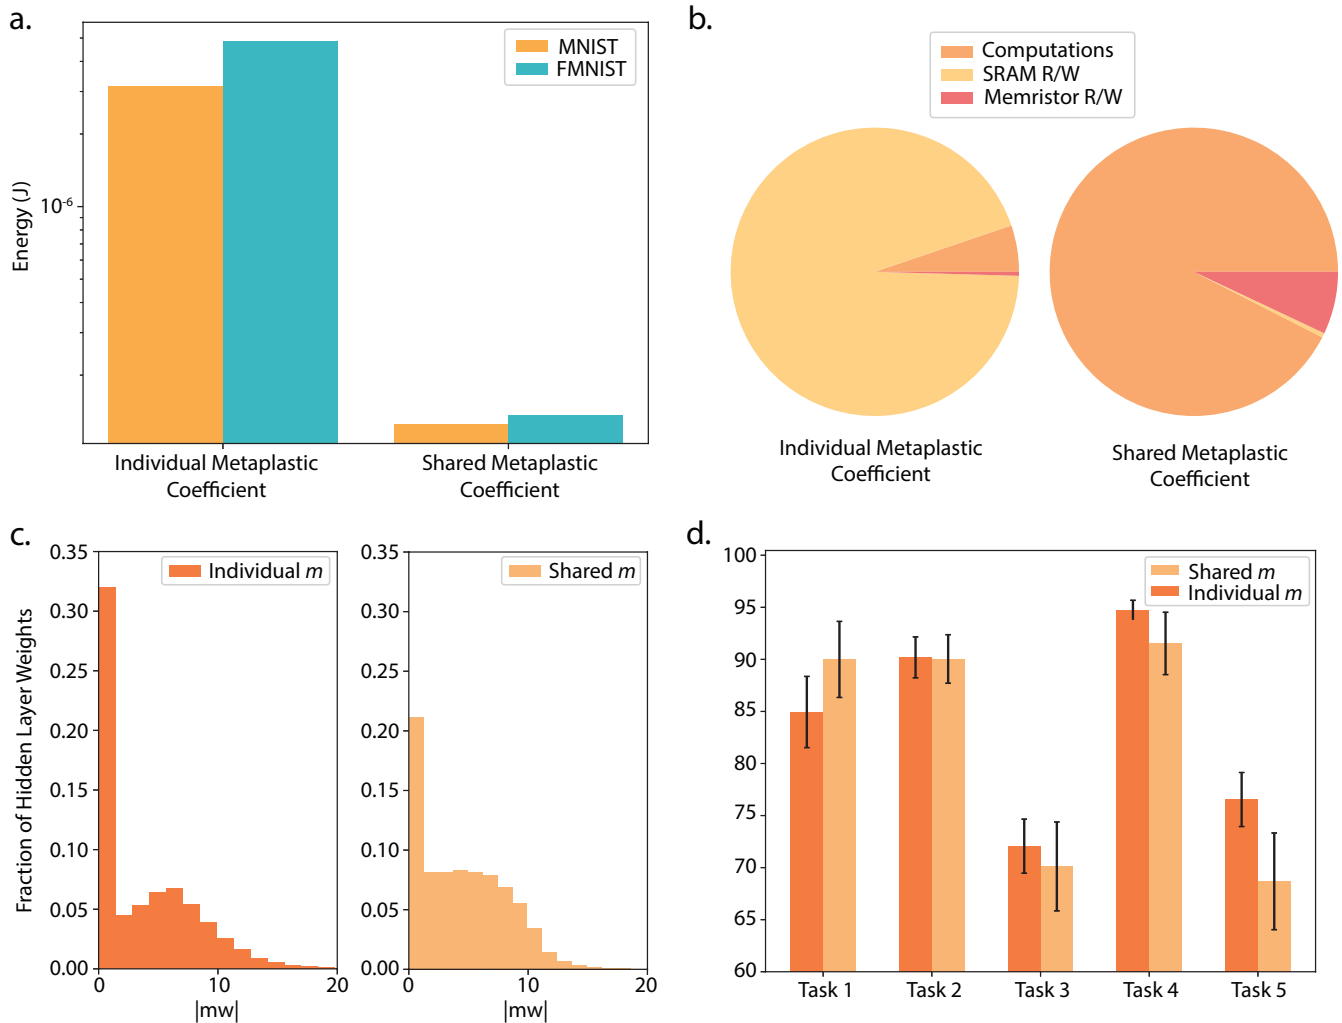 a.
MNIST
FMNIST
Energy (J)
10⁻⁶
Individual Metaplastic
Coefficient
Shared Metaplastic
Coefficient
b.
Computations
SRAM R/W
Memristor R/W
Individual Metaplastic
Coefficient
Shared Metaplastic
Coefficient
c.
Fraction of Hidden Layer Weights
0.35
0.30
0.25
0.20
0.15
0.10
0.05
0.00
Individual m
0
10
20
|mw|
0.35
0.30
0.25
0.20
0.15
0.10
0.05
0.00
Shared m
0
10
20
|mw|
d.
100
95
90
85
80
75
70
65
60
Shared m
Individual m
Task 1
Task 2
Task 3
Task 4
Task 5